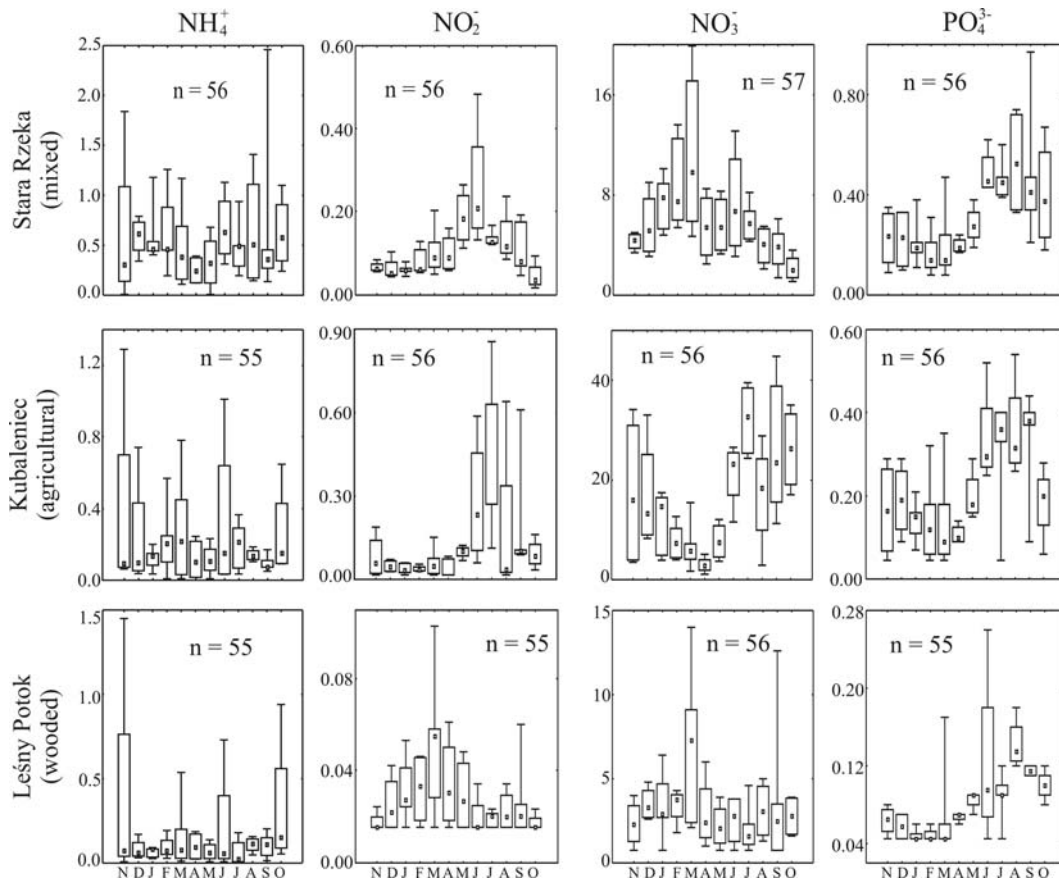 NH₄⁺ NO₂⁻ NO₃⁻ PO₄³⁻
Stara Rzeka
(mixed)
2.5
2.0
1.5
1.0
0.5
0.0
n = 56
0.60
0.40
0.20
0.00
n = 56
16
8
0
n = 57
0.80
0.40
0.00
n = 56
Kubaleniec
(agricultural)
1.2
0.8
0.4
0.0
n = 55
0.90
0.60
0.30
0.00
n = 56
40
20
0
n = 56
0.60
0.40
0.20
0.00
n = 56
Leśny Potok
(wooded)
1.5
1.0
0.5
0.0
n = 55
0.08
0.04
0.00
n = 55
15
10
5
0
n = 56
0.28
0.20
0.12
0.04
n = 55
N D J F M A M J J A S O
N D J F M A M J J A S O
N D J F M A M J J A S O
N D J F M A M J J A S O